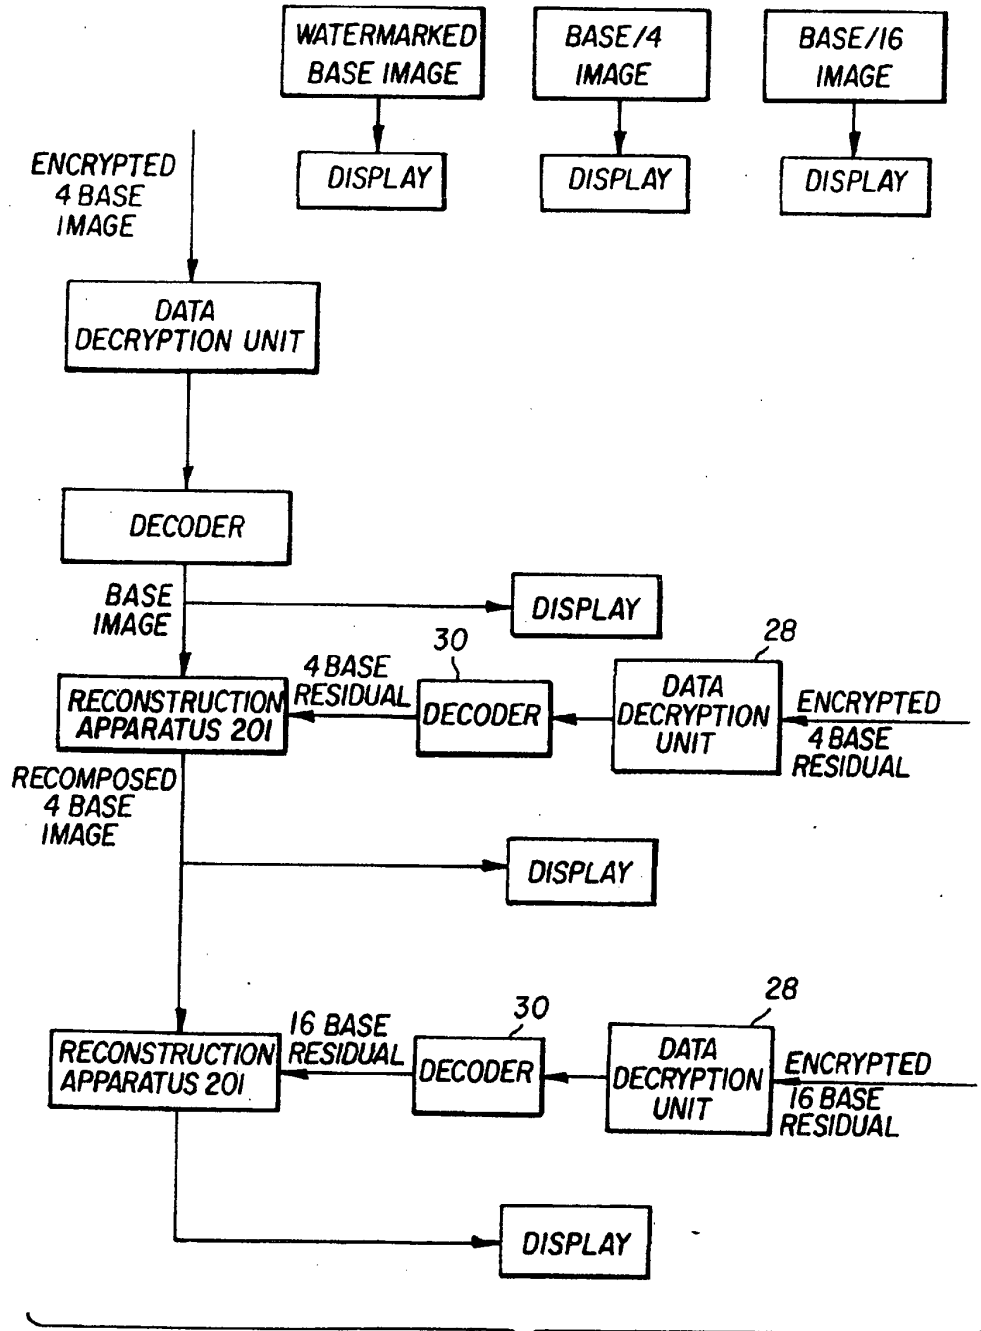 WATERMARKED
BASE IMAGE
BASE/4
IMAGE
BASE/16
IMAGE
DISPLAY
DISPLAY
DISPLAY
ENCRYPTED
4 BASE
IMAGE
DATA
DECRYPTION UNIT
DECODER
BASE
IMAGE
DISPLAY
30
28
RECONSTRUCTION
APPARATUS 201
4 BASE
RESIDUAL
DECODER
DATA
DECRYPTION
UNIT
ENCRYPTED
4 BASE
RESIDUAL
RECOMPOSED
4 BASE
IMAGE
DISPLAY
30
28
RECONSTRUCTION
APPARATUS 201
16 BASE
RESIDUAL
DECODER
DATA
DECRYPTION
UNIT
ENCRYPTED
16 BASE
RESIDUAL
DISPLAY